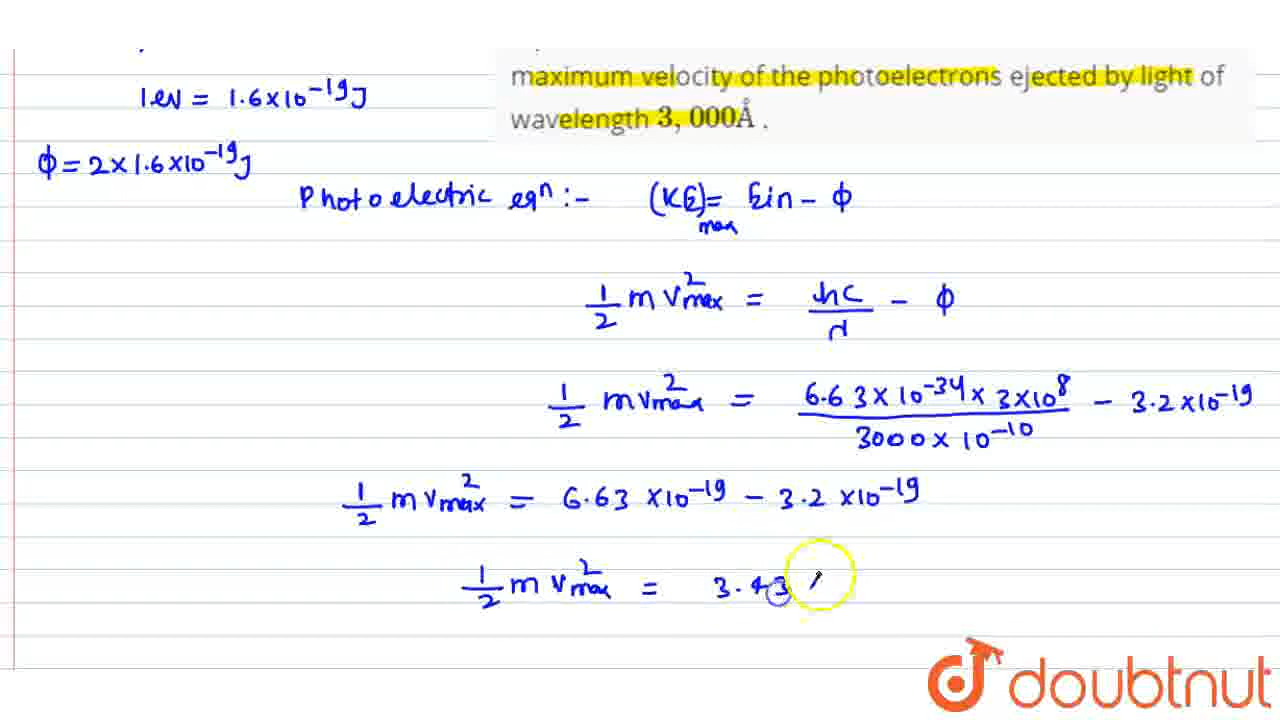 maximum velocity of the photoelectrons ejected by light of
wavelength 3, 000Å .
1eV = 1.6×10⁻¹⁹J
ϕ = 2×1.6×10⁻¹⁹J
Photoelectric eqⁿ :- (KE)max = Ein - ϕ
1/2 m v²max = hc/λ - ϕ
1/2 m v²max = 6.63×10⁻³⁴×3×10⁸/3000×10⁻¹⁰ - 3.2×10⁻¹⁹
1/2 m v²max = 6.63×10⁻¹⁹ - 3.2×10⁻¹⁹
1/2 m v²max = 3.43
doubtnut